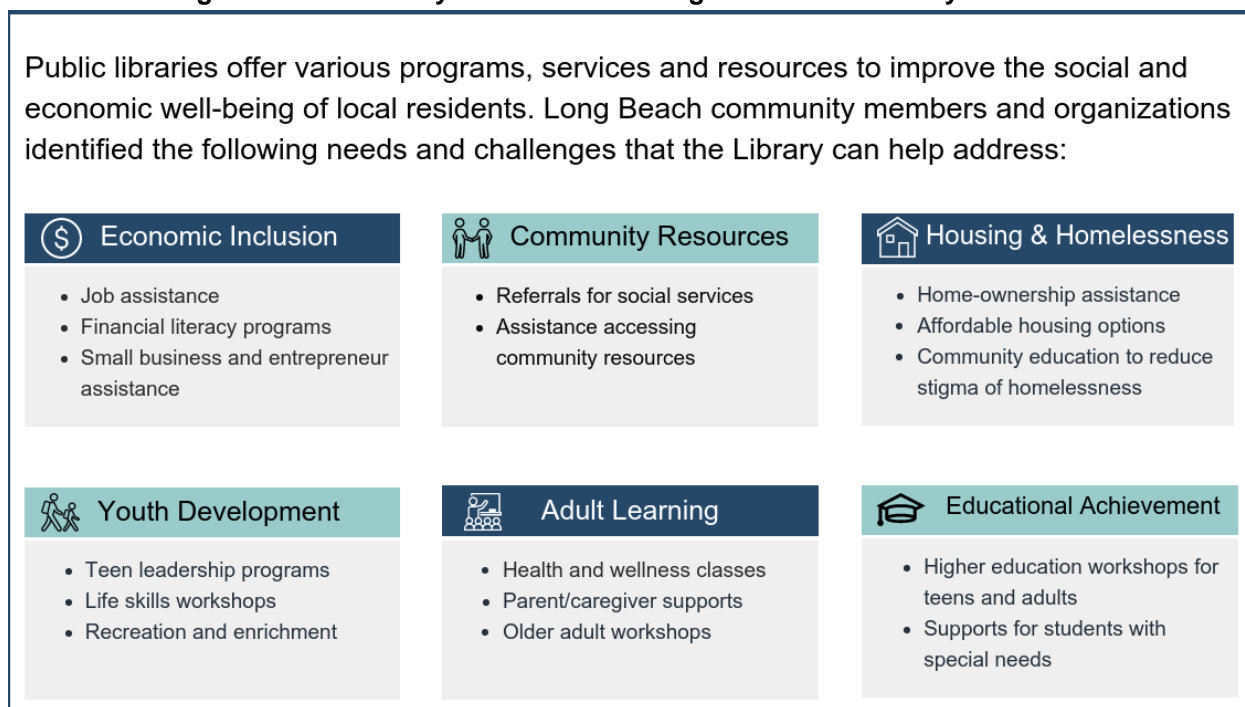 Public libraries offer various programs, services and resources to improve the social and
economic well-being of local residents. Long Beach community members and organizations
identified the following needs and challenges that the Library can help address:
$ Economic Inclusion
• Job assistance
• Financial literacy programs
• Small business and entrepreneur
assistance
Community Resources
• Referrals for social services
• Assistance accessing
community resources
Housing & Homelessness
• Home-ownership assistance
• Affordable housing options
• Community education to reduce
stigma of homelessness
Youth Development
• Teen leadership programs
• Life skills workshops
• Recreation and enrichment
Adult Learning
• Health and wellness classes
• Parent/caregiver supports
• Older adult workshops
Educational Achievement
• Higher education workshops for
teens and adults
• Supports for students with
special needs